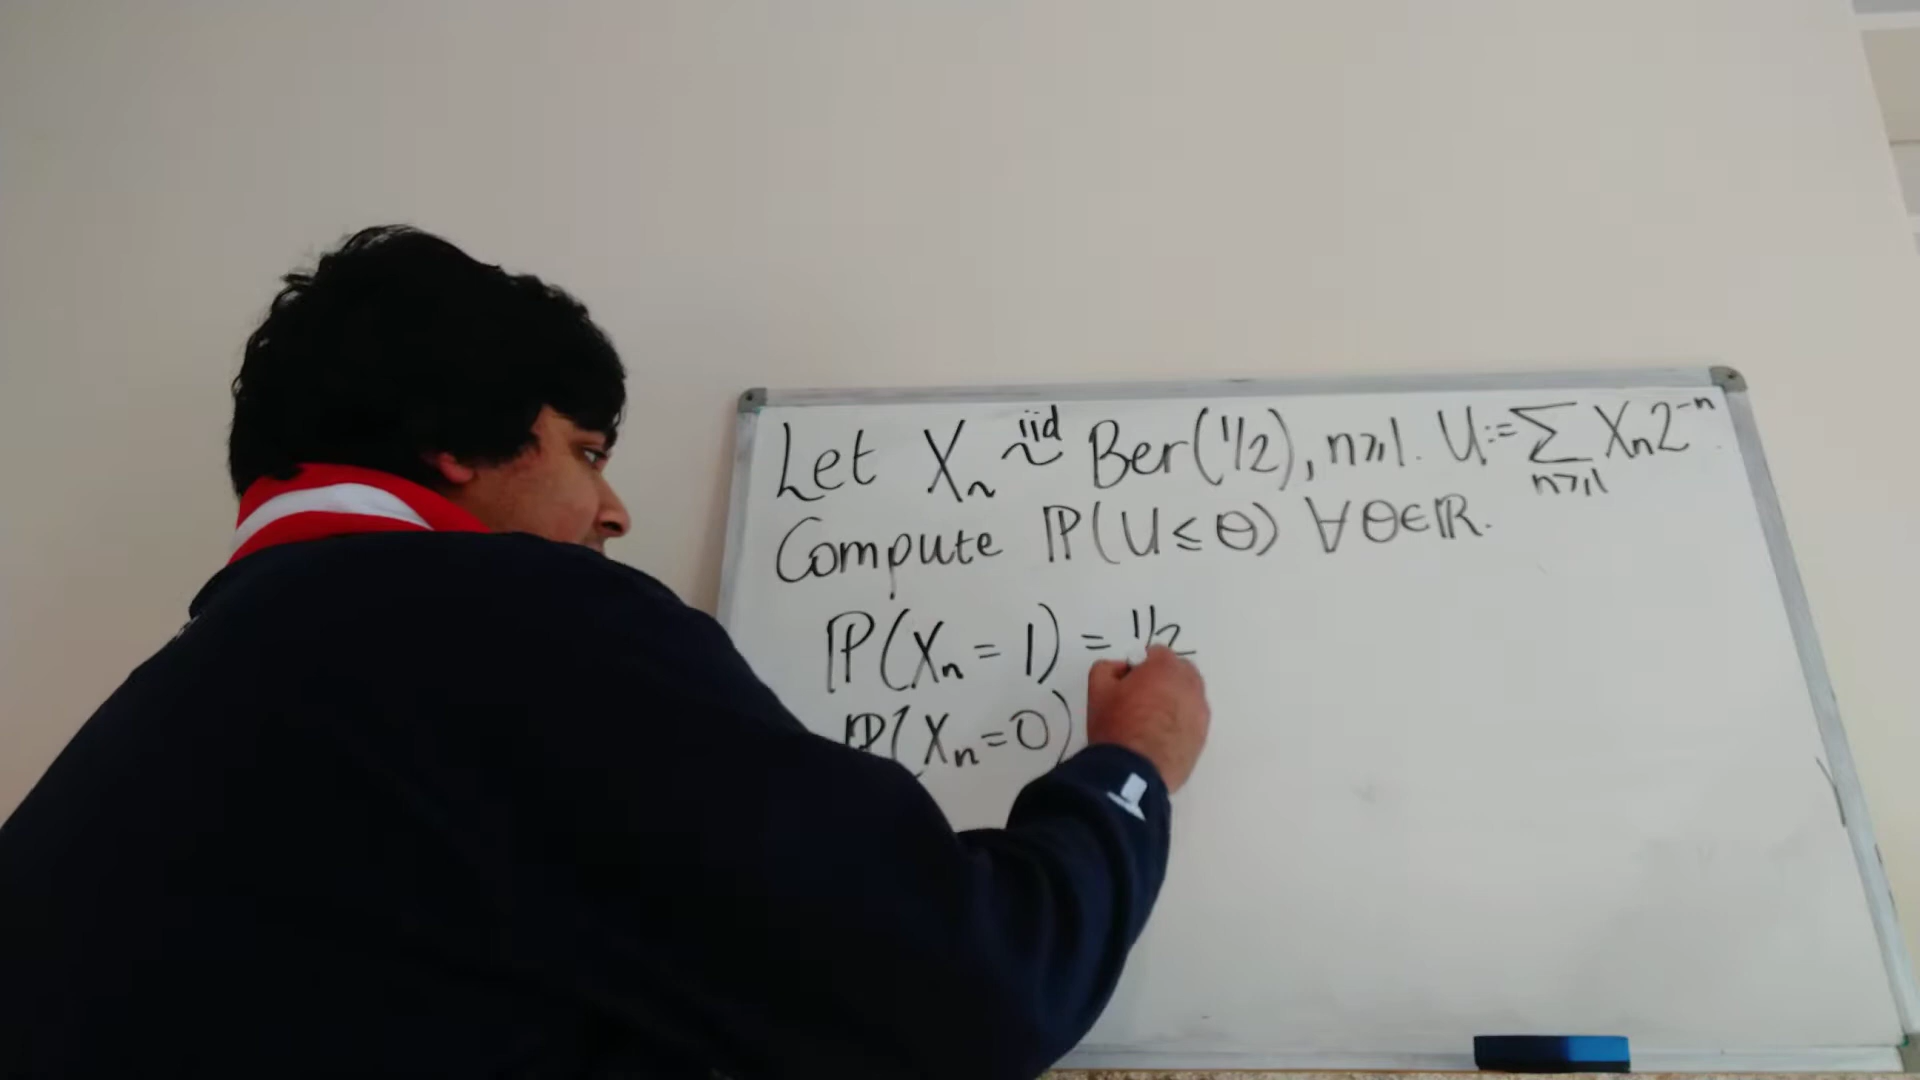 Let Xₙ ~iid Ber(1/2), n≥1. U:=∑n≥1 Xₙ2⁻ⁿ.
Compute ℙ(U≤θ) ∀θ∈ℝ.
ℙ(Xₙ=1)=1/2
ℙ(Xₙ=0)